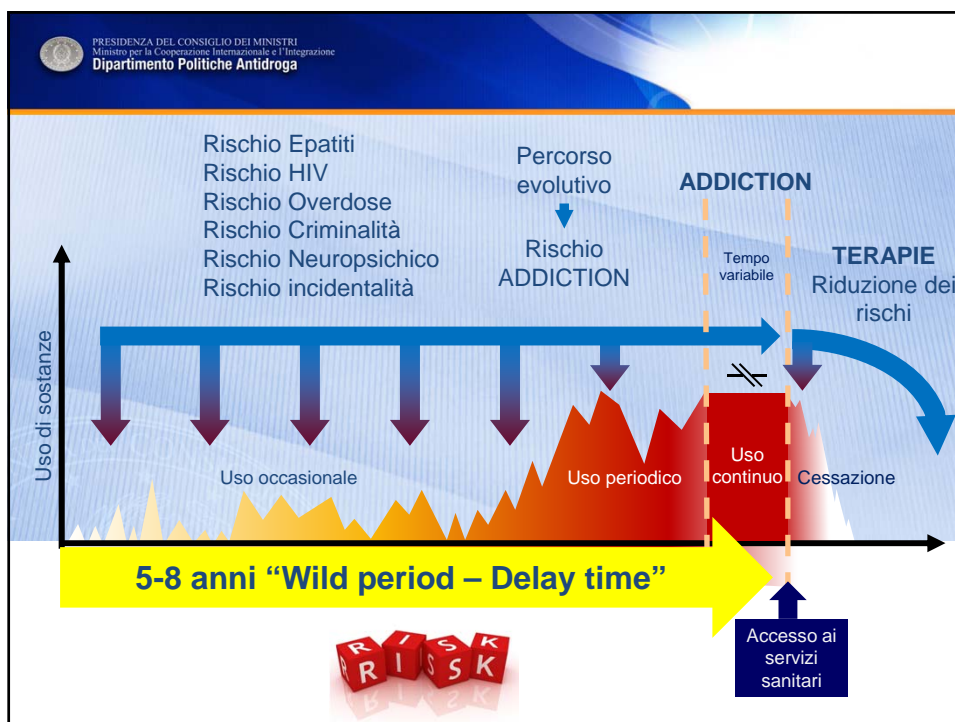 PRESIDENZA DEL CONSIGLIO DEI MINISTRI
Ministro per la Cooperazione Internazionale e l'Integrazione
Dipartimento Politiche Antidroga
Rischio Epatiti
Rischio HIV
Rischio Overdose
Rischio Criminalità
Rischio Neuropsichico
Rischio incidentalità
Percorso
evolutivo
Rischio
ADDICTION
ADDICTION
Tempo
variabile
TERAPIE
Riduzione dei
rischi
Uso di sostanze
Uso occasionale
Uso periodico
Uso
continuo
Cessazione
5-8 anni “Wild period – Delay time”
Accesso ai
servizi
sanitari
R I S K
R I S K